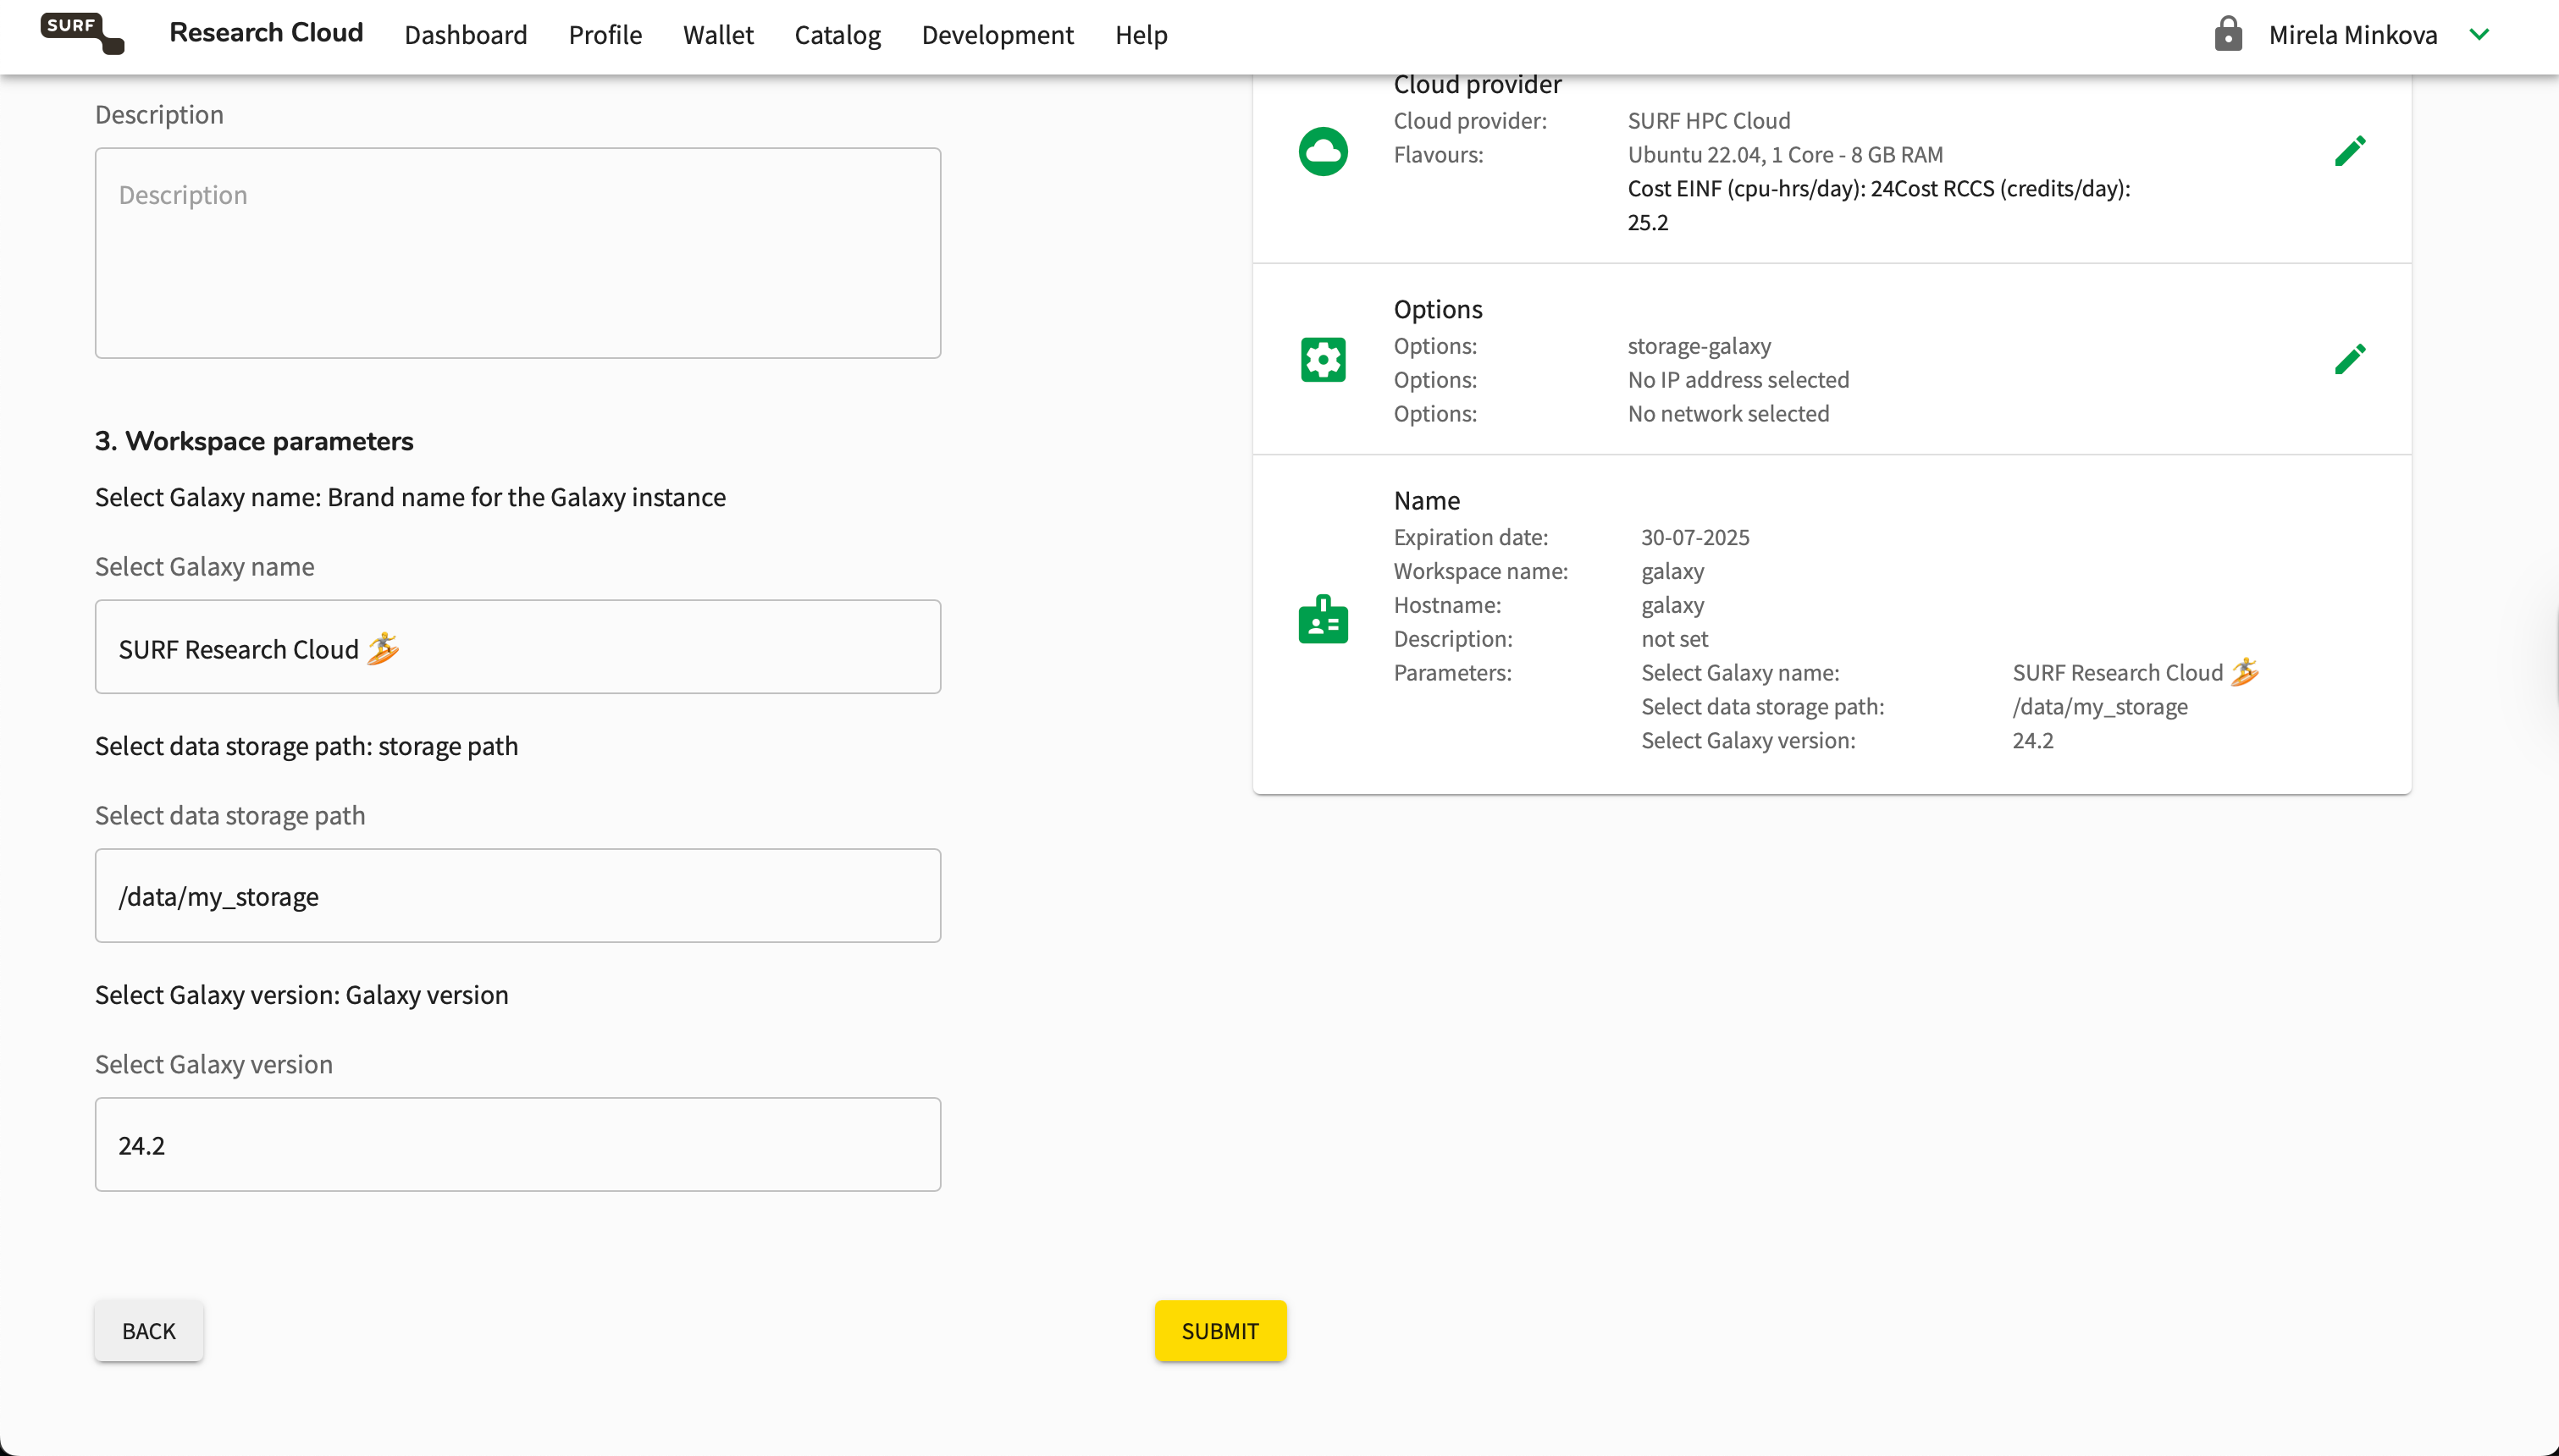 SURF
Research Cloud Dashboard Profile Wallet Catalog Development Help Mirela Minkova
Description
Description
3. Workspace parameters
Select Galaxy name: Brand name for the Galaxy instance
Select Galaxy name
SURF Research Cloud 🏄
Select data storage path: storage path
Select data storage path
/data/my_storage
Select Galaxy version: Galaxy version
Select Galaxy version
24.2
BACK
SUBMIT
Cloud provider
Cloud provider: SURF HPC Cloud
Flavours: Ubuntu 22.04, 1 Core - 8 GB RAM
Cost EINF (cpu-hrs/day): 24Cost RCCS (credits/day):
25.2
Options
Options: storage-galaxy
Options: No IP address selected
Options: No network selected
Name
Expiration date: 30-07-2025
Workspace name: galaxy
Hostname: galaxy
Description: not set
Parameters: Select Galaxy name: SURF Research Cloud 🏄
Select data storage path: /data/my_storage
Select Galaxy version: 24.2